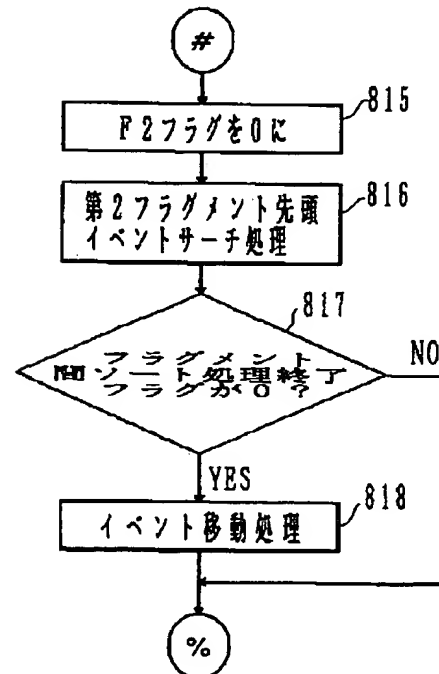 #
815
F2フラグを0に
816
第2フラグメント先頭
イベントサーチ処理
817
フラグメント
間ソート処理終了
フラグが0?
NO
YES
818
イベント移動処理
%